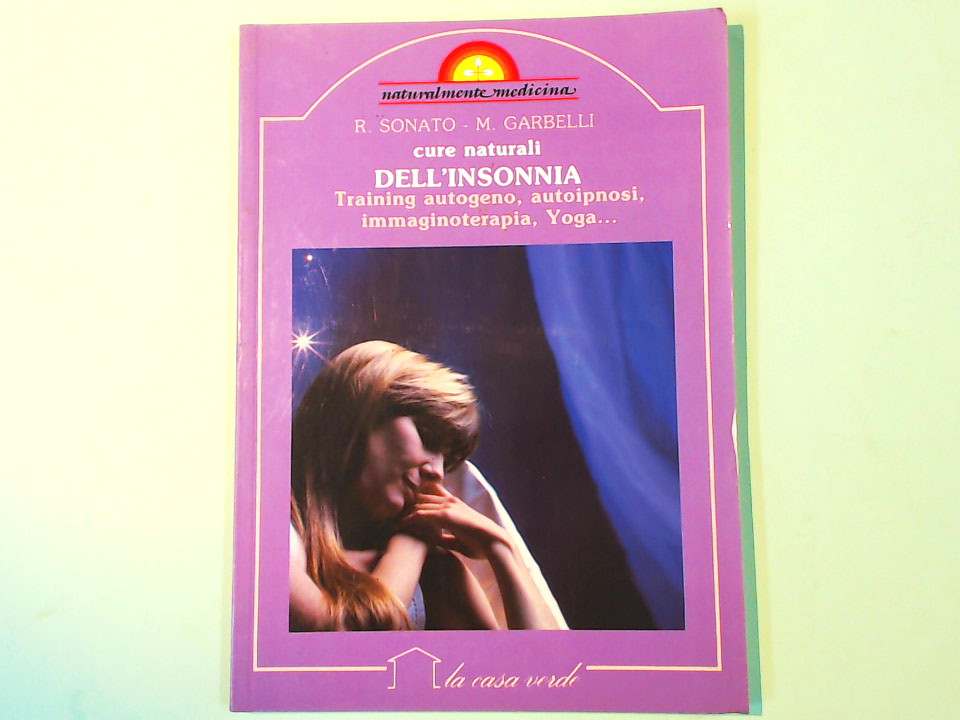 naturalmente medicina
R. SONATO - M. GARBELLI
cure naturali
DELL'INSONNIA
Training autogeno, autoipnosi,
immaginoterapia, Yoga...
la casa verde